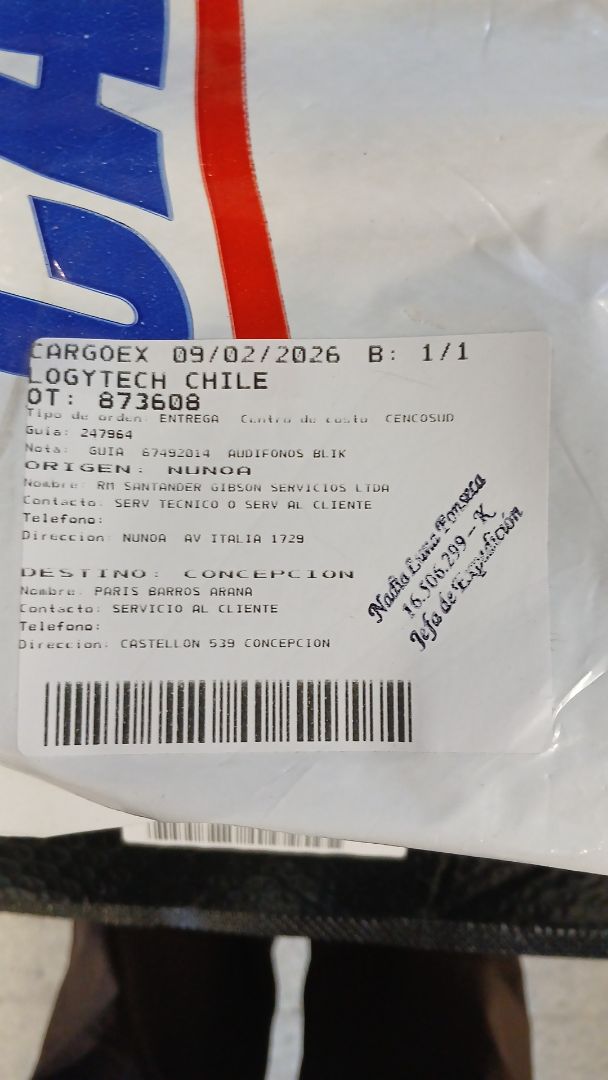 CA
CARGOEX 09/02/2026 B: 1/1
LOGYTECH CHILE
OT: 873608
Tipo de orden: ENTREGA Centro de costo: CENCOSUD
Guia: 247964
Nota: GUIA 67492014 AUDIFONOS BLIK
ORIGEN: NUNOA
Nombre: RM SANTANDER GIBSON SERVICIOS LTDA
Contacto: SERV TECNICO O SERV AL CLIENTE
Telefono:
Direccion: NUNOA AV ITALIA 1729
DESTINO: CONCEPCION
Nombre: PARIS BARROS ARANA
Contacto: SERVICIO AL CLIENTE
Telefono:
Direccion: CASTELLON 539 CONCEPCION
Nadia Luna Fonseca
16.506.299-K
Jefa de Expedición